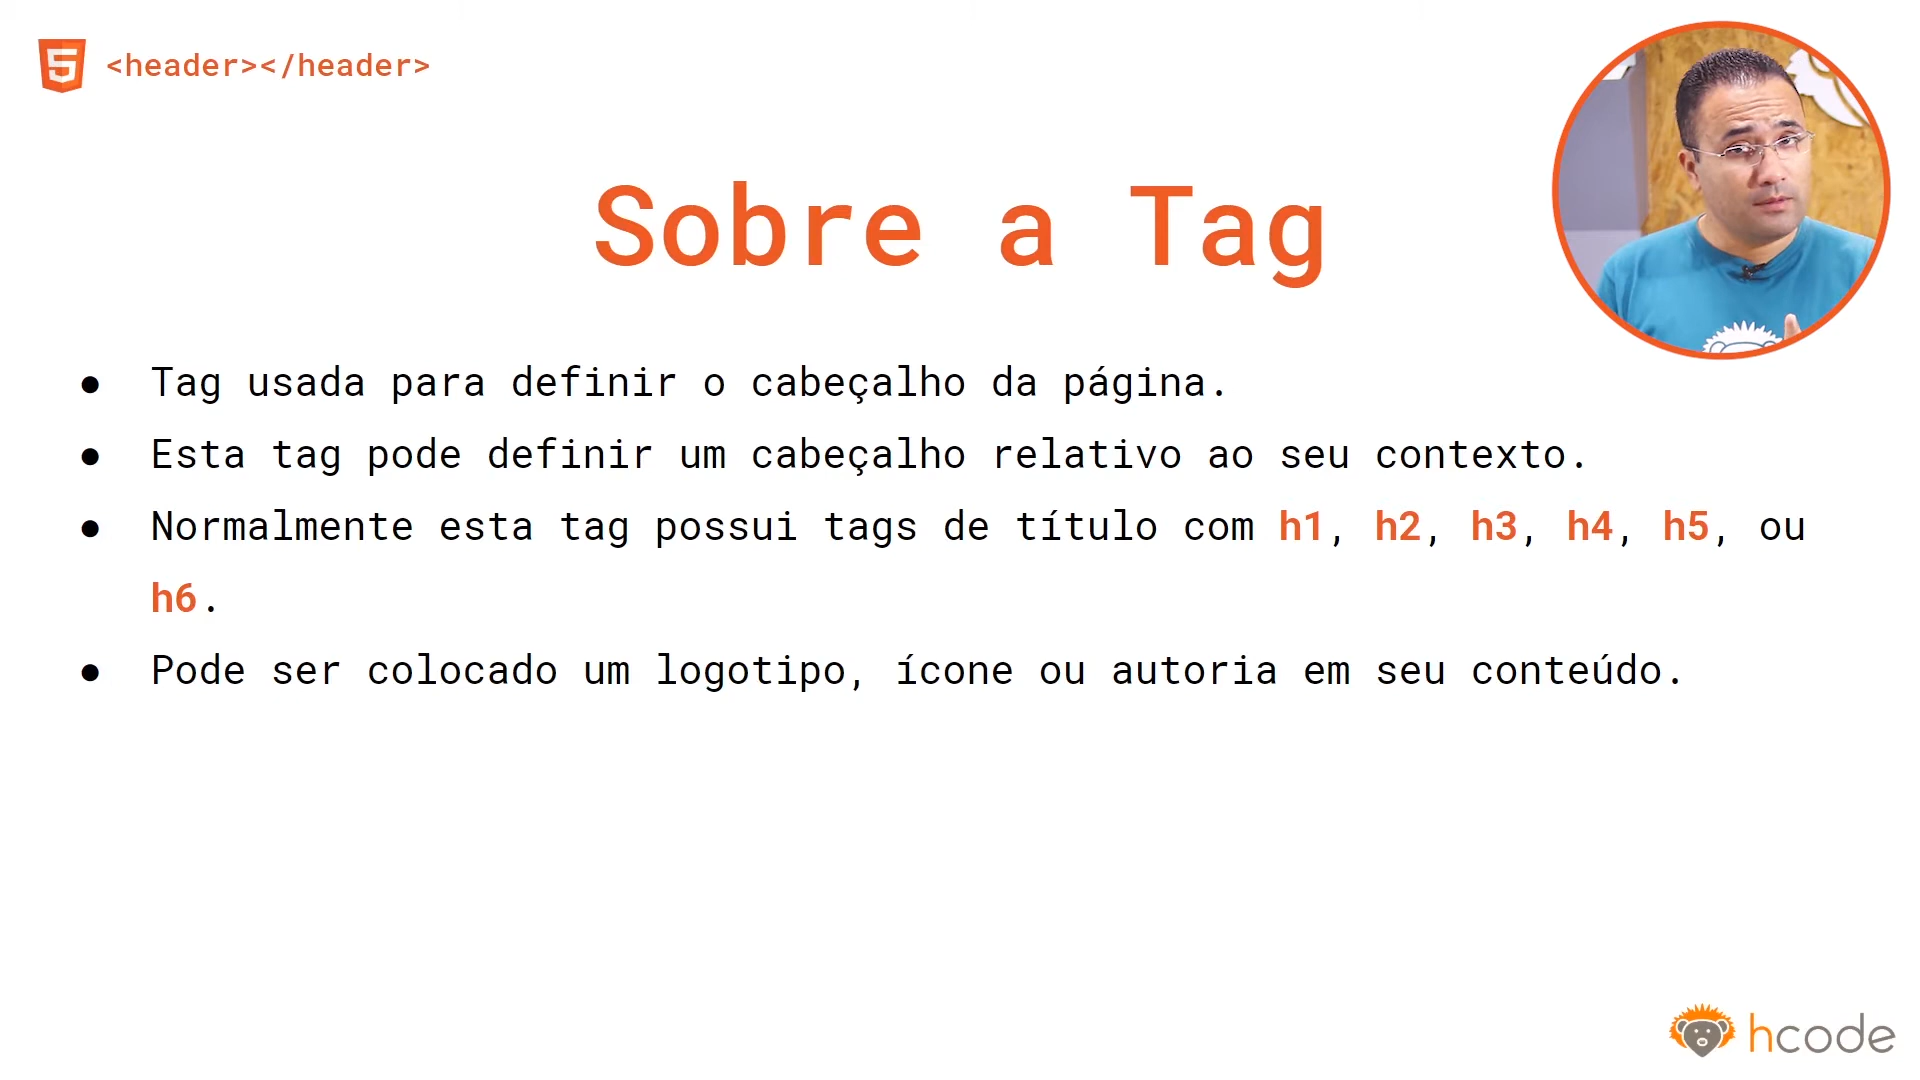 <header></header>
Sobre a Tag
● Tag usada para definir o cabeçalho da página.
● Esta tag pode definir um cabeçalho relativo ao seu contexto.
● Normalmente esta tag possui tags de título com h1, h2, h3, h4, h5, ou
h6.
● Pode ser colocado um logotipo, ícone ou autoria em seu conteúdo.
hcode